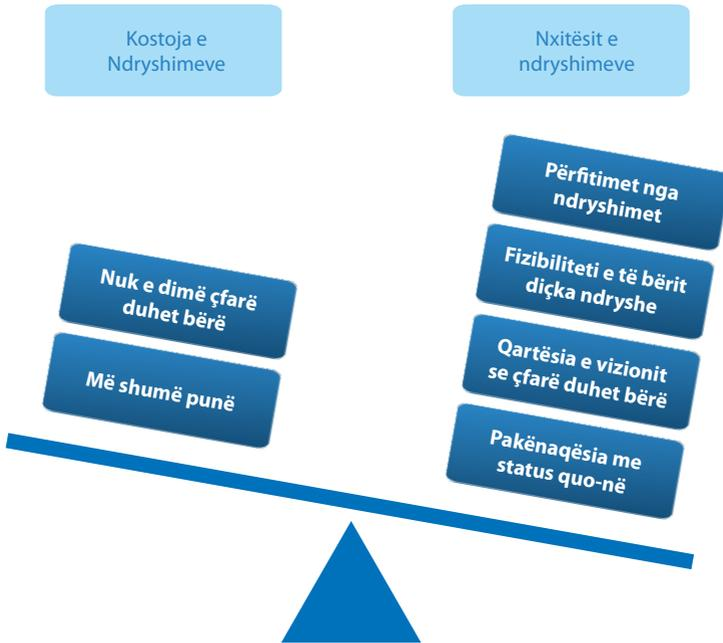 Kostoja e
Ndryshimeve
Nxitësit e
ndryshimeve
Nuk e dimë çfarë
duhet bërë
Më shumë punë
Përfitimet nga
ndryshimet
Fizibiliteti e të bërit
diçka ndryshe
Qartësia e vizionit
se çfarë duhet bërë
Pakënaqësia me
status quo-në